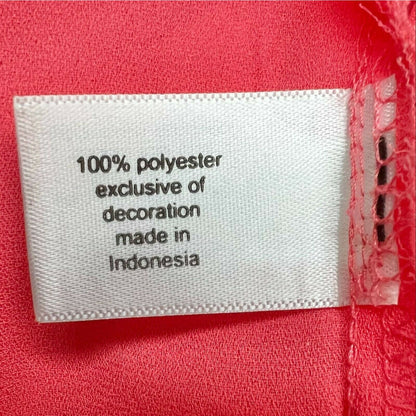 100% polyester
exclusive of
decoration
made in
Indonesia